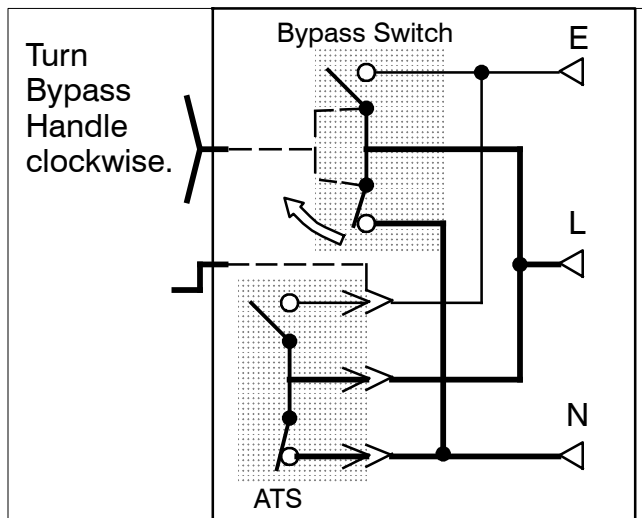 Turn
Bypass
Handle
clockwise.
Bypass Switch
E
L
N
ATS